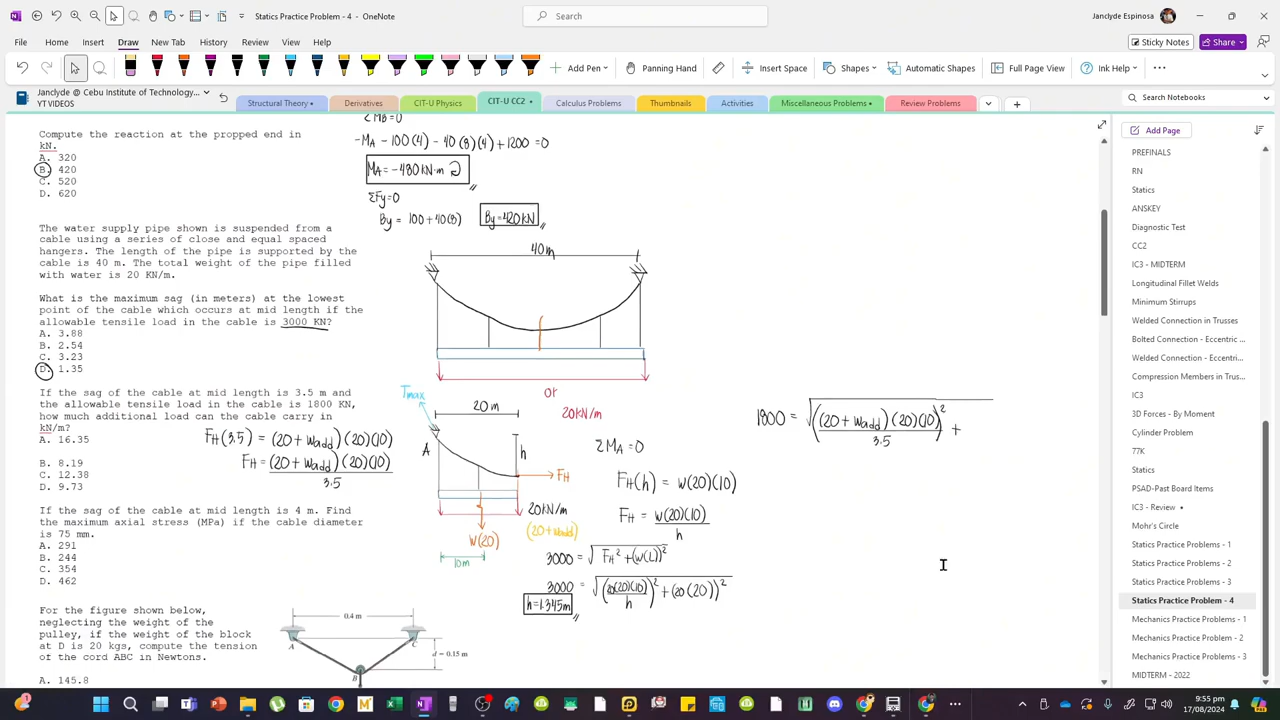 Statics Practice Problem - 4 - OneNote
Search
Janclyde Espinosa
File Home Insert Draw New Tab History Review View Help
Sticky Notes
Share
Add Pen
Panning Hand
Insert Space
Shapes
Automatic Shapes
Full Page View
Ink Help
Janclyde @ Cebu Institute of Technology...
YT VIDEOS
Structural Theory
Derivatives
CIT-U Physics
CIT-U CC2
Calculus Problems
Thumbnails
Activities
Miscellaneous Problems
Review Problems
Search Notebooks
Add Page
Compute the reaction at the propped end in
kN.
A. 320
B. 420
C. 520
D. 620
ΣMB=0
-MA - 100(4) - 40(8)(4) + 1200 = 0
MA = -480 kN·m
ΣFy=0
By = 100 + 40(8)
By = 420 kN
The water supply pipe shown is suspended from a
cable using a series of close and equal spaced
hangers. The length of the pipe is supported by the
cable is 40 m. The total weight of the pipe filled
with water is 20 KN/m.
What is the maximum sag (in meters) at the lowest
point of the cable which occurs at mid length if the
allowable tensile load in the cable is 3000 KN?
A. 3.88
B. 2.54
C. 3.23
D. 1.35
40m
or
20kN/m
If the sag of the cable at mid length is 3.5 m and
the allowable tensile load in the cable is 1800 KN,
how much additional load can the cable carry in
kN/m?
A. 16.35
B. 8.19
C. 12.38
D. 9.73
FH(3.5) = (20 + wadd)(20)(10)
FH = (20 + wadd)(20)(10)
3.5
Tmax
20 m
A
h
FH
20kN/m
(20+wadd)
W(20)
10m
ΣMA=0
FH(h) = w(20)(10)
FH = w(20)(10)
h
3000 = √FH² + (w(L))²
3000 = √(20(20)(10)/h)² + (20(20))²
h=1.345m
1800 = √((20 + wadd)(20)(10)/3.5)² +
If the sag of the cable at mid length is 4 m. Find
the maximum axial stress (MPa) if the cable diameter
is 75 mm.
A. 291
B. 244
C. 354
D. 462
For the figure shown below,
neglecting the weight of the
pulley, if the weight of the block
at D is 20 kgs, compute the tension
of the cord ABC in Newtons.
A. 145.8
0.4 m
A
C
d = 0.15 m
B
PREFINALS
RN
Statics
ANSKEY
Diagnostic Test
CC2
IC3 - MIDTERM
Longitudinal Fillet Welds
Minimum Stirrups
Welded Connection in Trusses
Bolted Connection - Eccentric ...
Welded Connection - Eccentric ...
Compression Members in Trus...
IC3
3D Forces - By Moment
Cylinder Problem
77K
Statics
PSAD-Past Board Items
IC3 - Review
Mohr's Circle
Statics Practice Problems - 1
Statics Practice Problems - 2
Statics Practice Problems - 3
Statics Practice Problem - 4
Mechanics Practice Problems - 1
Mechanics Practice Problem - 2
Mechanics Practice Problem - 3
MIDTERM - 2022
9:55 pm
17/08/2024